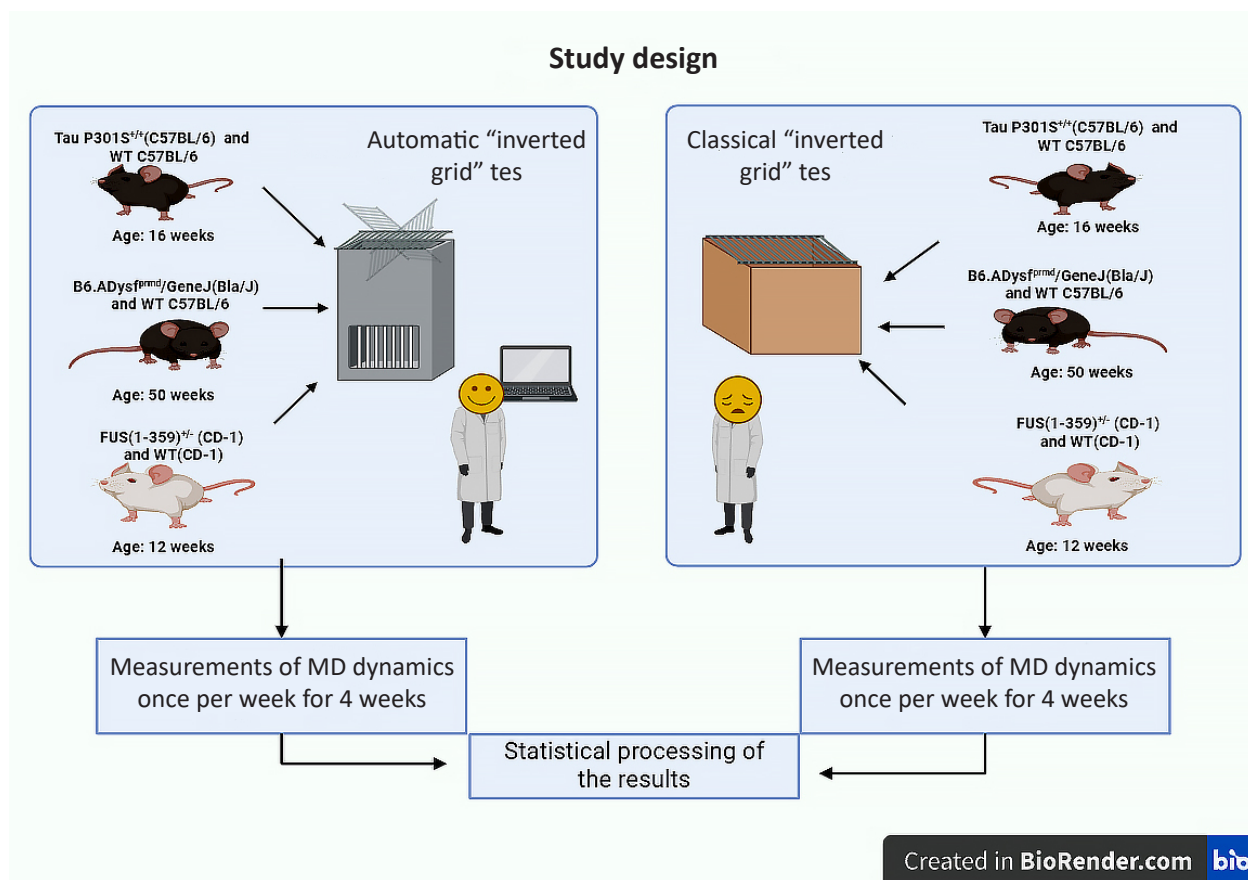 Study design
Tau P301S+/+(C57BL/6) and
WT C57BL/6
Age: 16 weeks
Automatic “inverted
grid” tes
B6.ADysfprmd/GeneJ(Bla/J)
and WT C57BL/6
Age: 50 weeks
FUS(1-359)+/- (CD-1)
and WT(CD-1)
Age: 12 weeks
Classical “inverted
grid” tes
Tau P301S+/+(C57BL/6) and
WT C57BL/6
Age: 16 weeks
B6.ADysfprmd/GeneJ(Bla/J)
and WT C57BL/6
Age: 50 weeks
FUS(1-359)+/- (CD-1)
and WT(CD-1)
Age: 12 weeks
Measurements of MD dynamics
once per week for 4 weeks
Measurements of MD dynamics
once per week for 4 weeks
Statistical processing of
the results
Created in BioRender.com bio